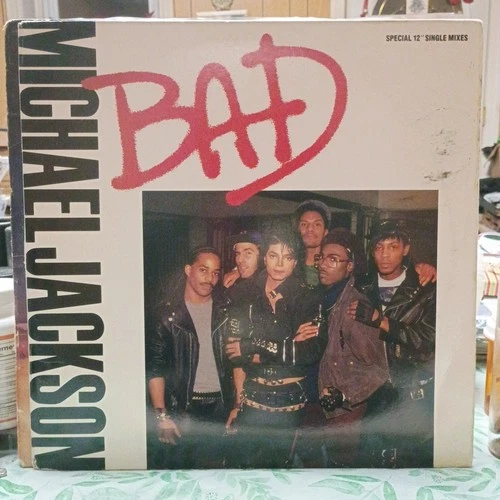 SPECIAL 12" SINGLE MIXES
MICHAEL JACKSON
BAD